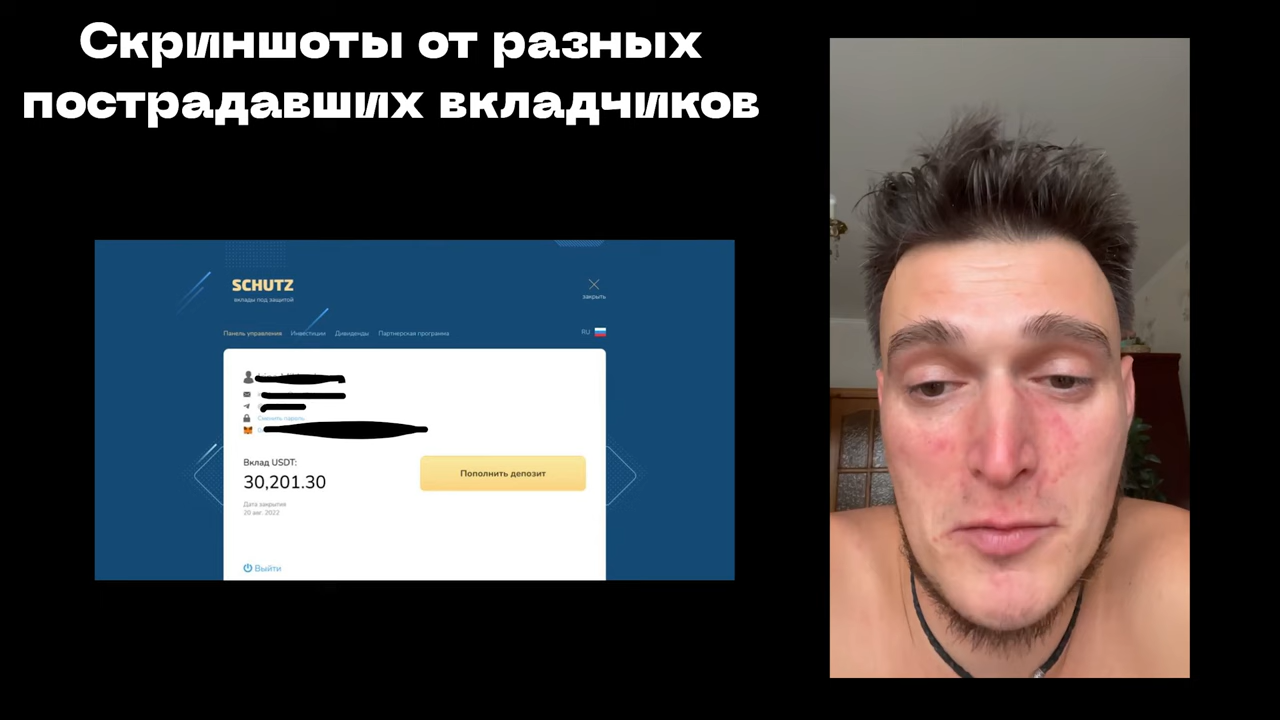 Скриншоты от разных
пострадавших вкладчиков
SCHUTZ
вклады под защитой
закрыть
Панель управления Инвестиции Дивиденды Партнерская программа
RU
Сменить пароль
Вклад USDT:
30,201.30
Пополнить депозит
Дата закрытия
20 авг. 2022
Выйти